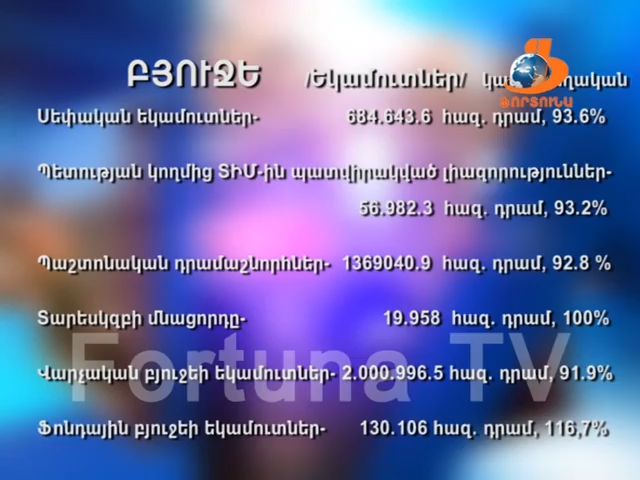 ԲՅՈՒՋԵ /Եկամուտներ/
ՖՈՐՏՈՒՆԱ
Սեփական եկամուտներ- 684.643.6 հազ. դրամ, 93.6%
Պետության կողմից ՏԻՄ-ին պատվիրակված լիազորություններ-
56.982.3 հազ. դրամ, 93.2%
Պաշտոնական դրամաշնորհներ- 1369040.9 հազ. դրամ, 92.8 %
Տարեսկզբի մնացորդը- 19.958 հազ. դրամ, 100%
Fortuna TV
Վարչական բյուջեի եկամուտներ- 2.000.996.5 հազ. դրամ, 91.9%
Ֆոնդային բյուջեի եկամուտներ- 130.106 հազ. դրամ, 116,7%